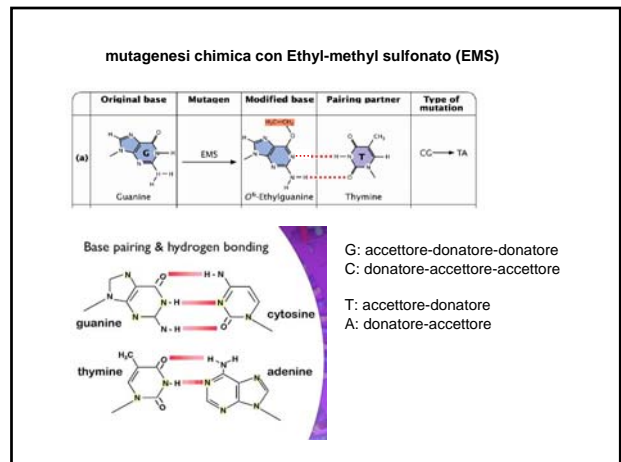 mutagenesi chimica con Ethyl-methyl sulfonato (EMS)
Original base Mutagen Modified base Pairing partner Type of mutation
(a)
G
EMS
H₃C—CH₂
T
CG → TA
Guanine
O⁶-Ethylguanine
Thymine
Base pairing & hydrogen bonding
guanine
cytosine
thymine
adenine
G: accettore-donatore-donatore
C: donatore-accettore-accettore
T: accettore-donatore
A: donatore-accettore